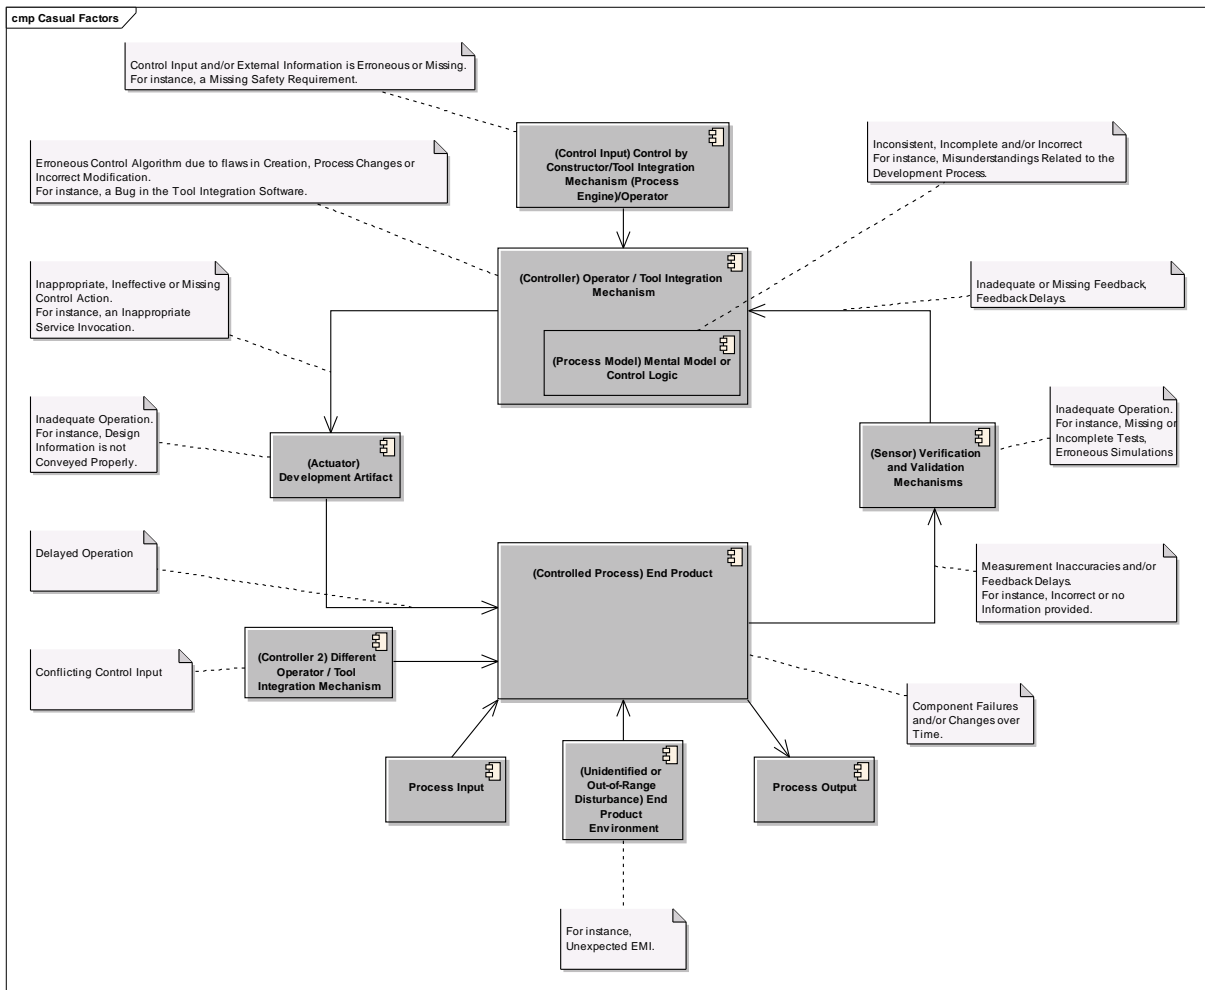 cmp Casual Factors
Control Input and/or External Information is Erroneous or Missing.
For instance, a Missing Safety Requirement.
(Control Input) Control by
Constructor/Tool Integration
Mechanism (Process
Engine)/Operator
Inconsistent, Incomplete and/or Incorrect
For instance, Misunderstandings Related to the
Development Process.
Erroneous Control Algorithm due to flaws in Creation, Process Changes or
Incorrect Modification.
For instance, a Bug in the Tool Integration Software.
(Controller) Operator / Tool Integration
Mechanism
(Process Model) Mental Model or
Control Logic
Inappropriate, Ineffective or Missing
Control Action.
For instance, an Inappropriate
Service Invocation.
Inadequate or Missing Feedback,
Feedback Delays.
Inadequate Operation.
For instance, Design
Information is not
Conveyed Properly.
(Actuator)
Development Artifact
(Sensor) Verification
and Validation
Mechanisms
Inadequate Operation.
For instance, Missing or
Incomplete Tests,
Erroneous Simulations
Delayed Operation
(Controlled Process) End Product
Measurement Inaccuracies and/or
Feedback Delays.
For instance, Incorrect or no
Information provided.
Conflicting Control Input
(Controller 2) Different
Operator / Tool
Integration Mechanism
Component Failures
and/or Changes over
Time.
Process Input
(Unidentified or
Out-of-Range
Disturbance) End
Product
Environment
Process Output
For instance,
Unexpected EMI.